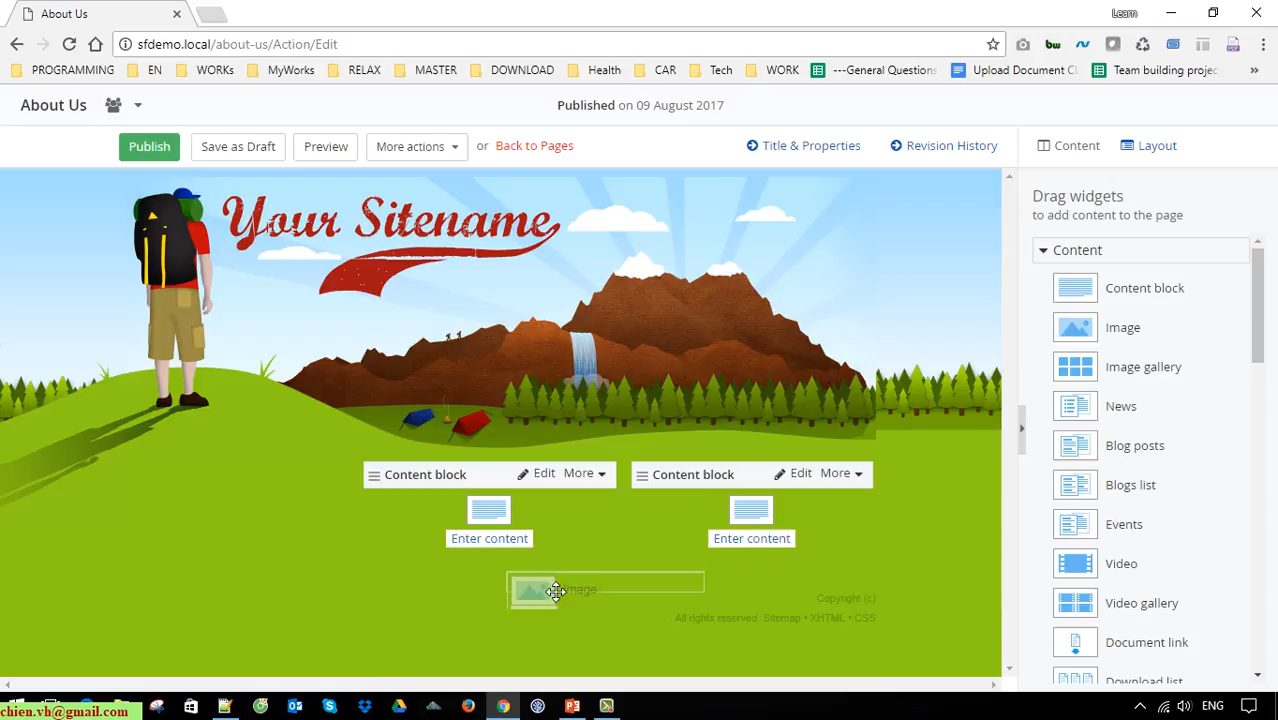 About Us
Learn
sfdemo.local/about-us/Action/Edit
PROGRAMMING EN WORKs MyWorks RELAX MASTER DOWNLOAD Health CAR Tech WORK ---General Questions Upload Document Cl Team building projec
About Us
Published on 09 August 2017
Publish Save as Draft Preview More actions or Back to Pages Title & Properties Revision History Content Layout
Your Sitename
Drag widgets
to add content to the page
Content
Content block
Image
Image gallery
News
Blog posts
Blogs list
Events
Video
Video gallery
Document link
Download list
Content block Edit More Content block Edit More
Enter content Enter content
Image
Copyright (c)
All rights reserved. Sitemap • XHTML • CSS
chien.vh@gmail.com
ENG